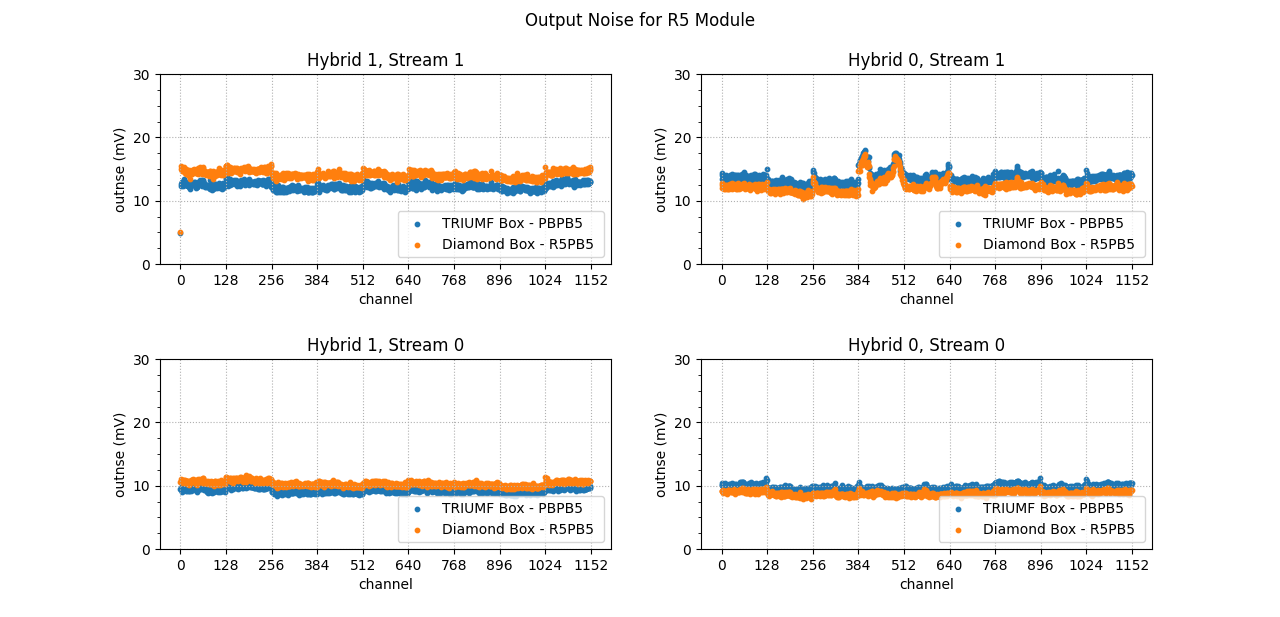 Output Noise for R5 Module
Hybrid 1, Stream 1
outnse (mV)
30
20
10
0
0 128 256 384 512 640 768 896 1024 1152
channel
TRIUMF Box - PBPB5
Diamond Box - R5PB5
Hybrid 0, Stream 1
outnse (mV)
30
20
10
0
0 128 256 384 512 640 768 896 1024 1152
channel
TRIUMF Box - PBPB5
Diamond Box - R5PB5
Hybrid 1, Stream 0
outnse (mV)
30
20
10
0
0 128 256 384 512 640 768 896 1024 1152
channel
TRIUMF Box - PBPB5
Diamond Box - R5PB5
Hybrid 0, Stream 0
outnse (mV)
30
20
10
0
0 128 256 384 512 640 768 896 1024 1152
channel
TRIUMF Box - PBPB5
Diamond Box - R5PB5